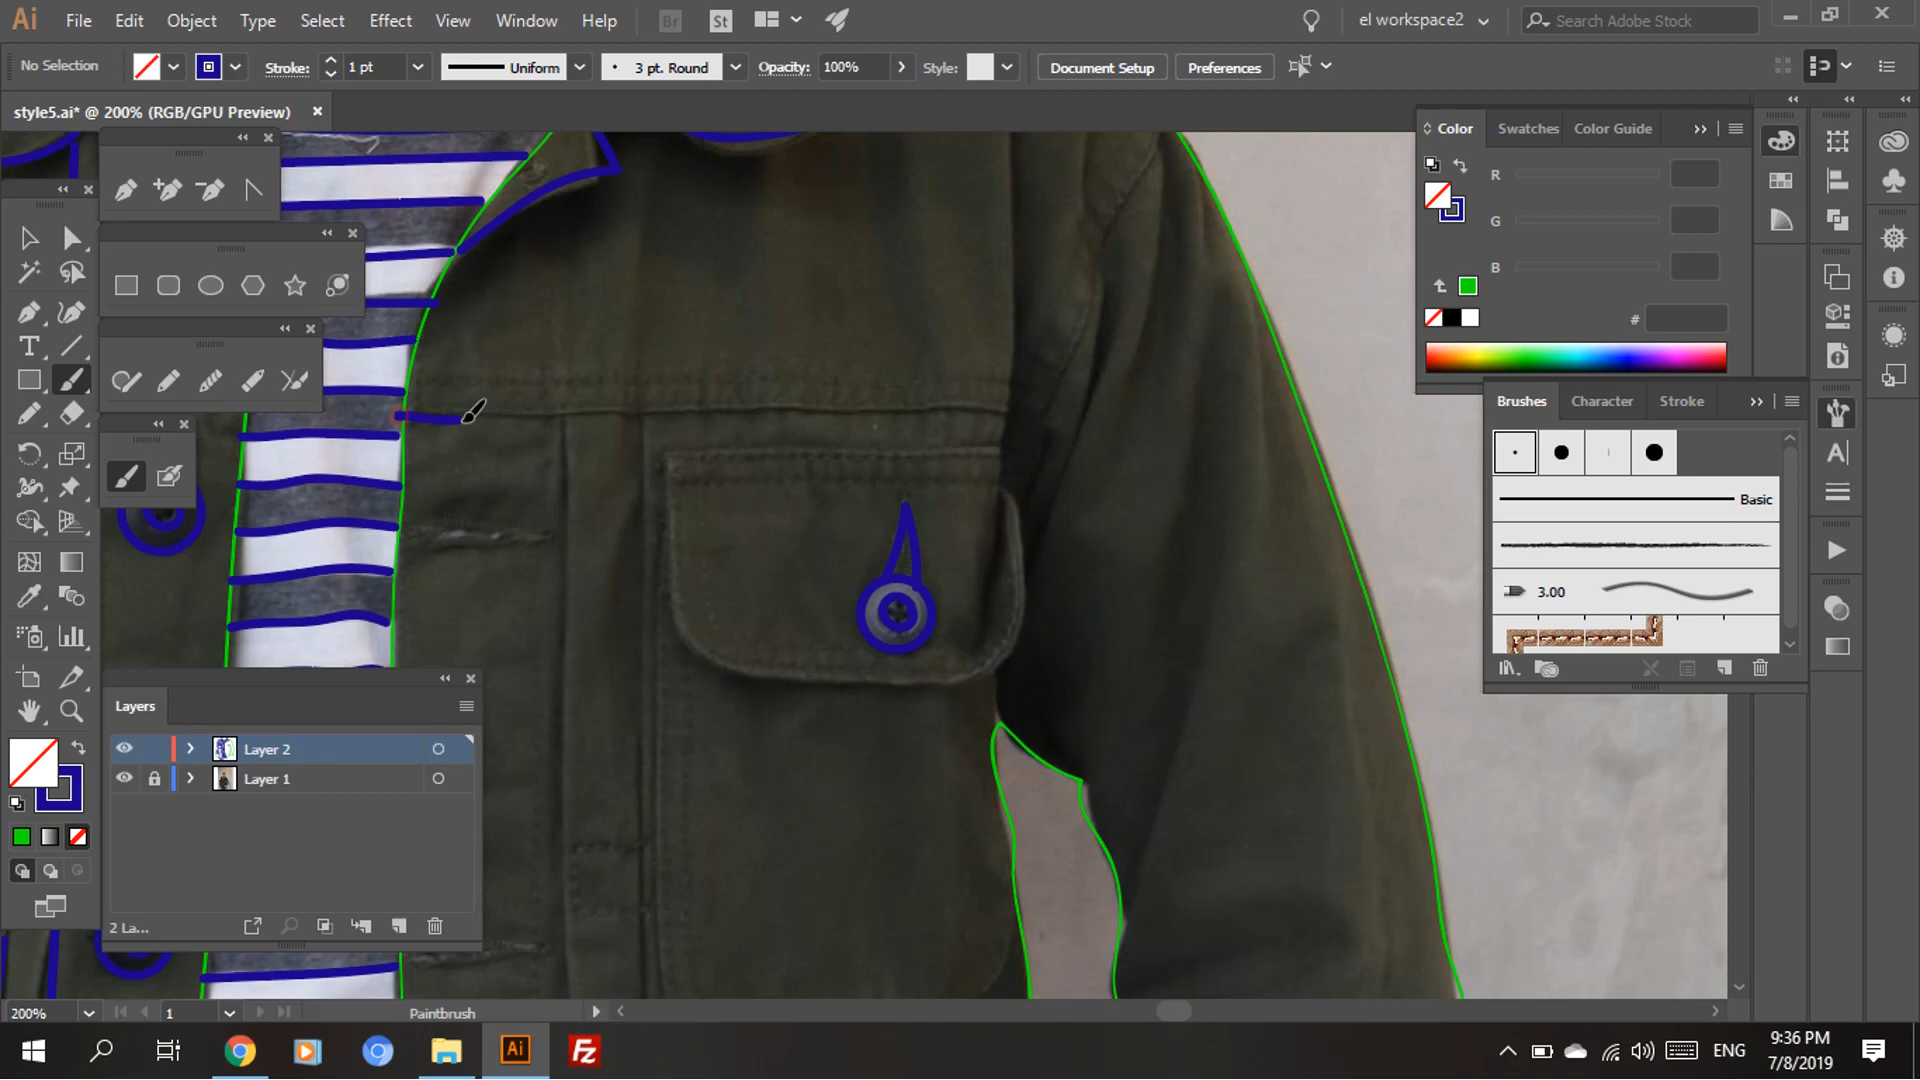 Ai File Edit Object Type Select Effect View Window Help Br St el workspace2 Search Adobe Stock
No Selection Stroke: 1 pt Uniform 3 pt. Round Opacity: 100% Style: Document Setup Preferences
style5.ai* @ 200% (RGB/GPU Preview)
Color Swatches Color Guide
R
G
B
#
Brushes Character Stroke
Basic
3.00
Layers
Layer 2
Layer 1
2 La...
200% 1 Paintbrush
Ai Fz ENG 9:36 PM
7/8/2019